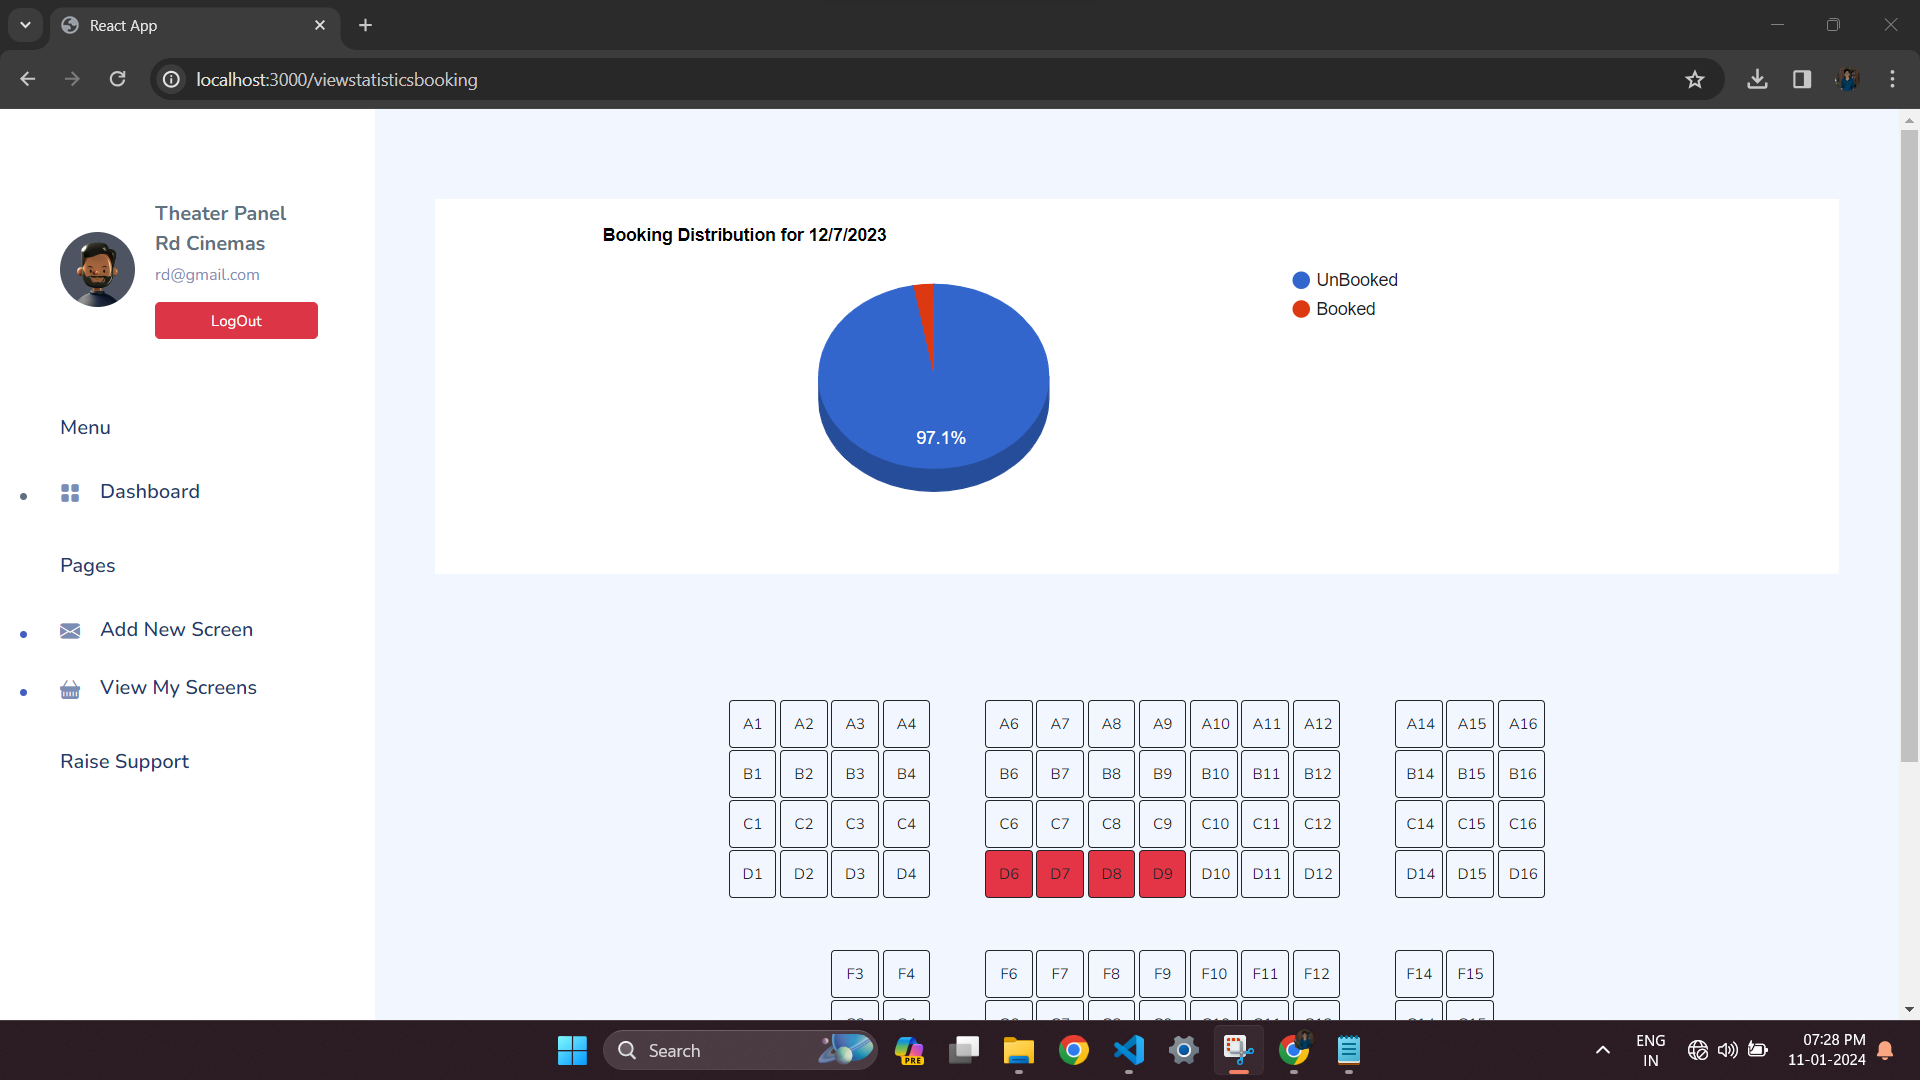 React App
localhost:3000/viewstatisticsbooking
Theater Panel
Rd Cinemas
rd@gmail.com
LogOut
Menu
Dashboard
Pages
Add New Screen
View My Screens
Raise Support
Booking Distribution for 12/7/2023
UnBooked
Booked
97.1%
A1 A2 A3 A4 A6 A7 A8 A9 A10 A11 A12 A14 A15 A16
B1 B2 B3 B4 B6 B7 B8 B9 B10 B11 B12 B14 B15 B16
C1 C2 C3 C4 C6 C7 C8 C9 C10 C11 C12 C14 C15 C16
D1 D2 D3 D4 D6 D7 D8 D9 D10 D11 D12 D14 D15 D16
F3 F4 F6 F7 F8 F9 F10 F11 F12 F14 F15
Search
PRE
ENG
IN
07:28 PM
11-01-2024